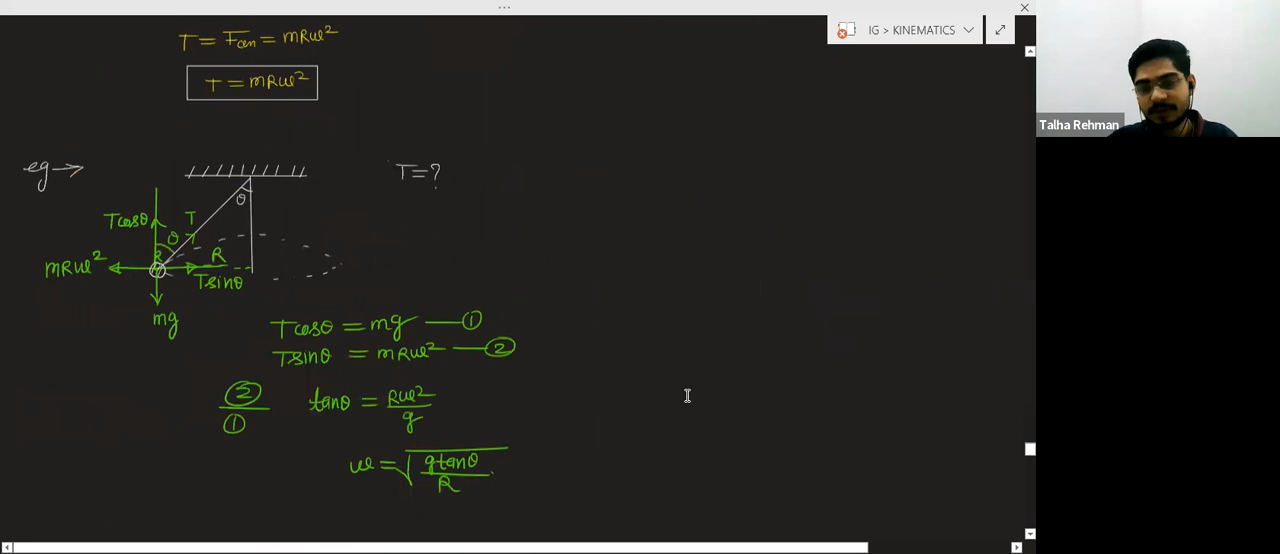 IG > KINEMATICS
Talha Rehman
T = Fcen = mRω²
T = mRω²
eg →
T = ?
θ
Tcosθ
T
θ
R
mRω²
Tsinθ
mg
Tcosθ = mg — ①
Tsinθ = mRω² — ②
②/① tanθ = Rω²/g
ω = √(gtanθ/R)